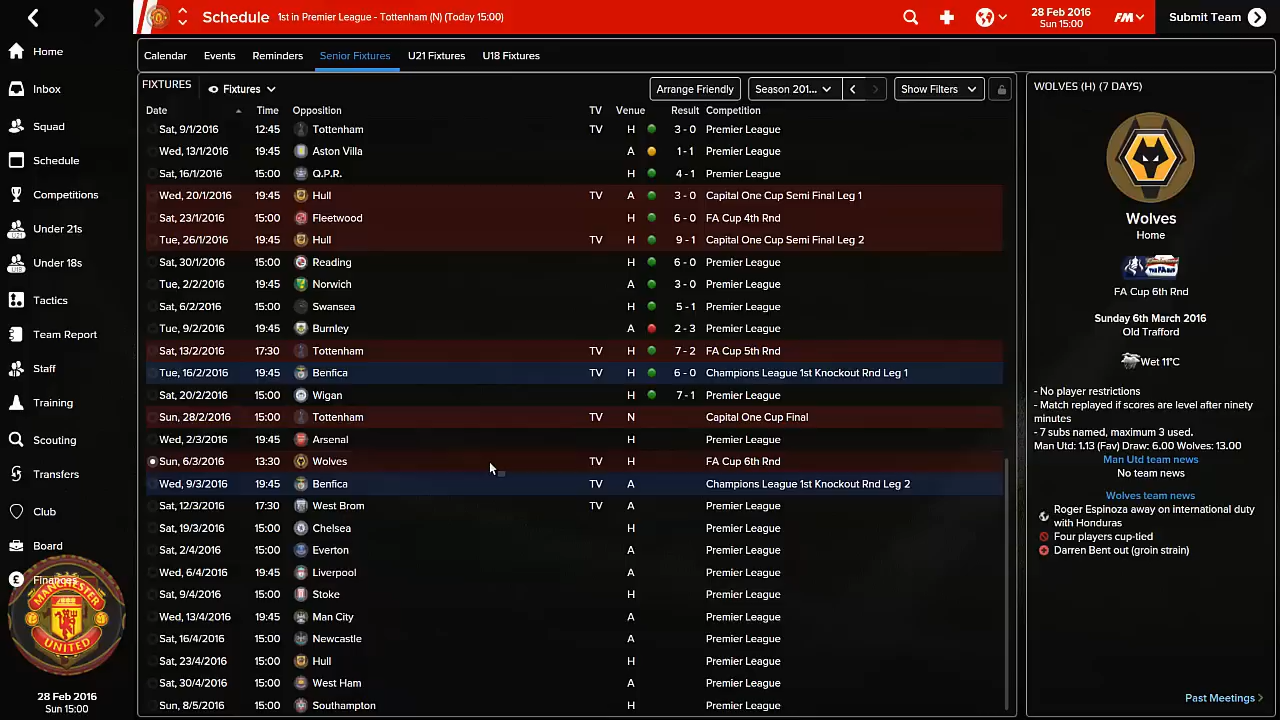 Schedule 1st in Premier League - Tottenham (N) (Today 15:00)
28 Feb 2016
Sun 15:00
FM
Submit Team
Home
Inbox
Squad
Schedule
Competitions
Under 21s
Under 18s
Tactics
Team Report
Staff
Training
Scouting
Transfers
Club
Board
Finances
MANCHESTER
UNITED
28 Feb 2016
Sun 15:00
Calendar Events Reminders Senior Fixtures U21 Fixtures U18 Fixtures
FIXTURES Fixtures Arrange Friendly Season 201... Show Filters
Date Time Opposition TV Venue Result Competition
Sat, 9/1/2016 12:45 Tottenham TV H 3 - 0 Premier League
Wed, 13/1/2016 19:45 Aston Villa A 1 - 1 Premier League
Sat, 16/1/2016 15:00 Q.P.R. H 4 - 1 Premier League
Wed, 20/1/2016 19:45 Hull TV A 3 - 0 Capital One Cup Semi Final Leg 1
Sat, 23/1/2016 15:00 Fleetwood H 6 - 0 FA Cup 4th Rnd
Tue, 26/1/2016 19:45 Hull TV H 9 - 1 Capital One Cup Semi Final Leg 2
Sat, 30/1/2016 15:00 Reading H 6 - 0 Premier League
Tue, 2/2/2016 19:45 Norwich A 3 - 0 Premier League
Sat, 6/2/2016 15:00 Swansea H 5 - 1 Premier League
Tue, 9/2/2016 19:45 Burnley A 2 - 3 Premier League
Sat, 13/2/2016 17:30 Tottenham TV H 7 - 2 FA Cup 5th Rnd
Tue, 16/2/2016 19:45 Benfica TV H 6 - 0 Champions League 1st Knockout Rnd Leg 1
Sat, 20/2/2016 15:00 Wigan H 7 - 1 Premier League
Sun, 28/2/2016 15:00 Tottenham TV N Capital One Cup Final
Wed, 2/3/2016 19:45 Arsenal H Premier League
Sun, 6/3/2016 13:30 Wolves TV H FA Cup 6th Rnd
Wed, 9/3/2016 19:45 Benfica TV A Champions League 1st Knockout Rnd Leg 2
Sat, 12/3/2016 17:30 West Brom TV A Premier League
Sat, 19/3/2016 15:00 Chelsea H Premier League
Sat, 2/4/2016 15:00 Everton A Premier League
Wed, 6/4/2016 19:45 Liverpool A Premier League
Sat, 9/4/2016 15:00 Stoke H Premier League
Wed, 13/4/2016 19:45 Man City A Premier League
Sat, 16/4/2016 15:00 Newcastle A Premier League
Sat, 23/4/2016 15:00 Hull H Premier League
Sat, 30/4/2016 15:00 West Ham A Premier League
Sun, 8/5/2016 15:00 Southampton H Premier League
WOLVES (H) (7 DAYS)
Wolves
Home
FA Cup 6th Rnd
Sunday 6th March 2016
Old Trafford
Wet 11°C
- No player restrictions
- Match replayed if scores are level after ninety
minutes
- 7 subs named, maximum 3 used.
Man Utd: 1.13 (Fav) Draw: 6.00 Wolves: 13.00
Man Utd team news
No team news
Wolves team news
Roger Espinoza away on international duty
with Honduras
Four players cup-tied
Darren Bent out (groin strain)
Past Meetings >